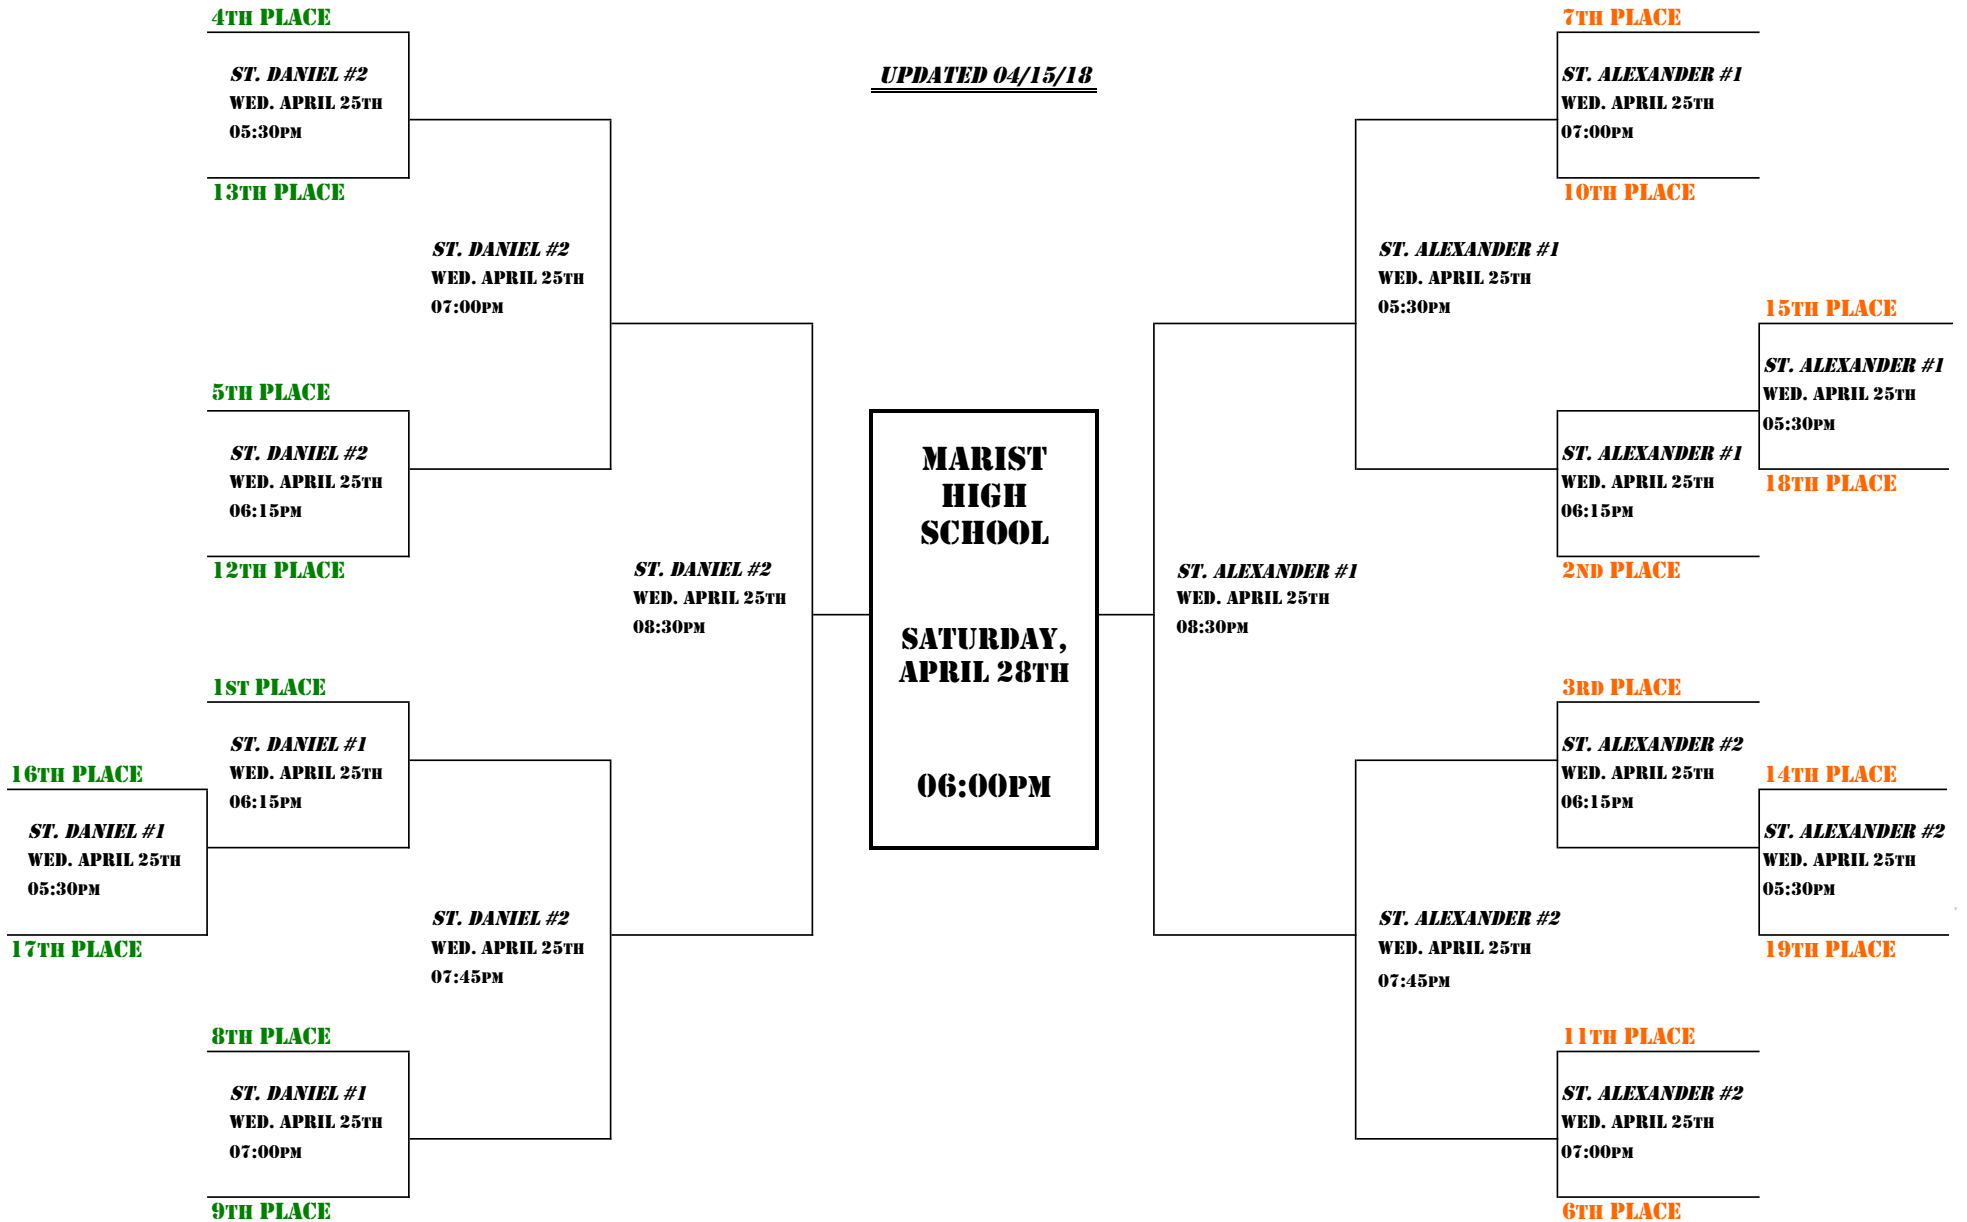 4TH PLACE
ST. DANIEL #2
WED. APRIL 25TH
05:30PM
13TH PLACE
ST. DANIEL #2
WED. APRIL 25TH
07:00PM
5TH PLACE
ST. DANIEL #2
WED. APRIL 25TH
06:15PM
12TH PLACE
ST. DANIEL #2
WED. APRIL 25TH
08:30PM
1ST PLACE
ST. DANIEL #1
WED. APRIL 25TH
06:15PM
16TH PLACE
ST. DANIEL #1
WED. APRIL 25TH
05:30PM
17TH PLACE
ST. DANIEL #2
WED. APRIL 25TH
07:45PM
8TH PLACE
ST. DANIEL #1
WED. APRIL 25TH
07:00PM
9TH PLACE
UPDATED 04/15/18
MARIST
HIGH
SCHOOL
SATURDAY,
APRIL 28TH
06:00PM
7TH PLACE
ST. ALEXANDER #1
WED. APRIL 25TH
07:00PM
10TH PLACE
ST. ALEXANDER #1
WED. APRIL 25TH
05:30PM
15TH PLACE
ST. ALEXANDER #1
WED. APRIL 25TH
05:30PM
18TH PLACE
ST. ALEXANDER #1
WED. APRIL 25TH
06:15PM
2ND PLACE
ST. ALEXANDER #1
WED. APRIL 25TH
08:30PM
3RD PLACE
ST. ALEXANDER #2
WED. APRIL 25TH
06:15PM
14TH PLACE
ST. ALEXANDER #2
WED. APRIL 25TH
05:30PM
19TH PLACE
ST. ALEXANDER #2
WED. APRIL 25TH
07:45PM
11TH PLACE
ST. ALEXANDER #2
WED. APRIL 25TH
07:00PM
6TH PLACE